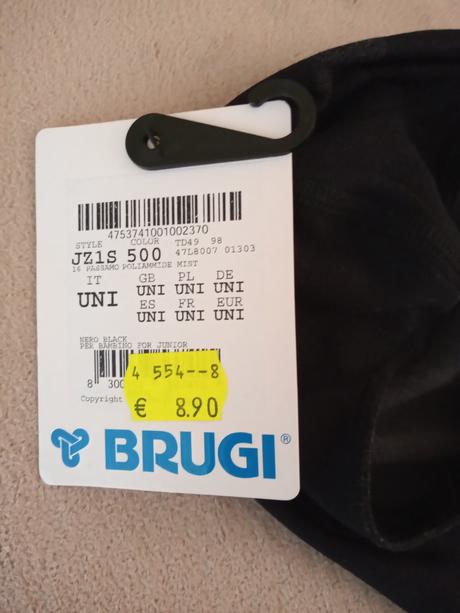 4753741001002370
STYLE COLOR TD49 98
JZ1S 500 47L8007 01303
16 PASSAMO POLIAMMIDE MIST
IT GB PL DE
UNI UNI UNI UNI
ES FR EUR
UNI UNI UNI
NERO BLACK
PER BAMBINO FOR JUNIOR
8 300
4 554--8
Copyright
€ 8.90
BRUGI®